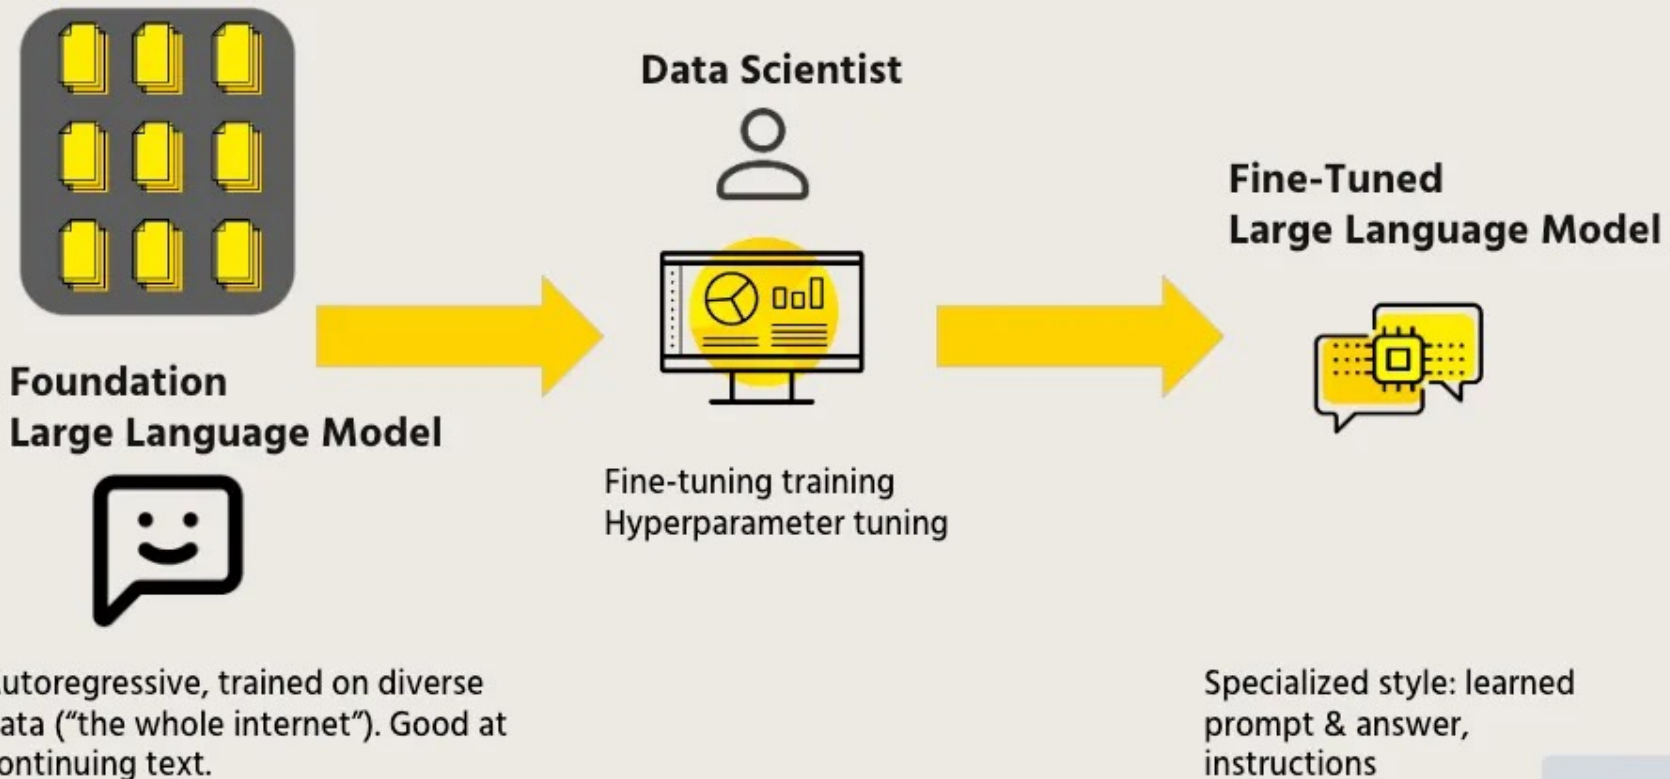 Foundation
Large Language Model
utoregressive, trained on diverse
ata (“the whole internet”). Good at
ontinuing text.
Data Scientist
Fine-tuning training
Hyperparameter tuning
Fine-Tuned
Large Language Model
Specialized style: learned
prompt & answer,
instructions